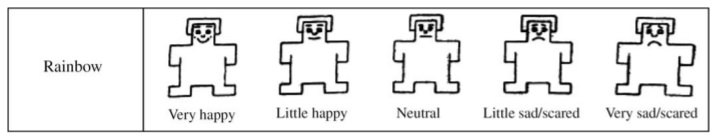 Rainbow
Very happy
Little happy
Neutral
Little sad/scared
Very sad/scared